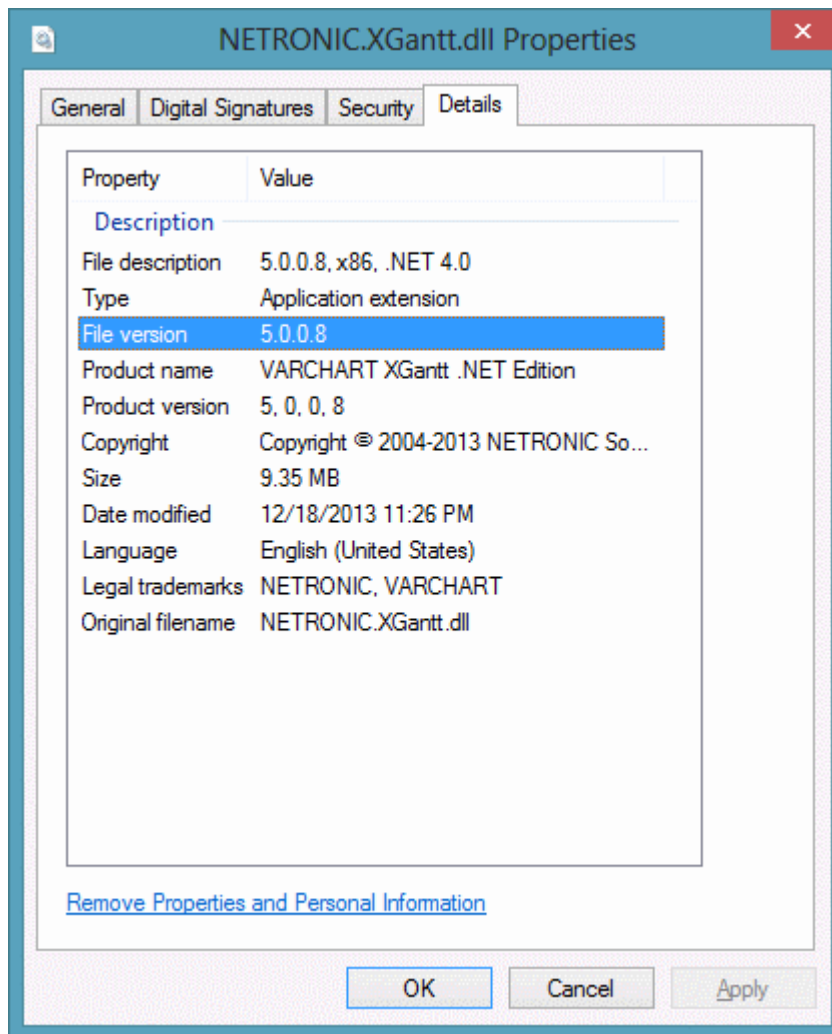 NETRONIC.XGantt.dll Properties
General Digital Signatures Security Details
Property Value
Description
File description 5.0.0.8, x86, .NET 4.0
Type Application extension
File version 5.0.0.8
Product name VARCHART XGantt .NET Edition
Product version 5, 0, 0, 8
Copyright Copyright © 2004-2013 NETRONIC So...
Size 9.35 MB
Date modified 12/18/2013 11:26 PM
Language English (United States)
Legal trademarks NETRONIC, VARCHART
Original filename NETRONIC.XGantt.dll
Remove Properties and Personal Information
OK Cancel Apply